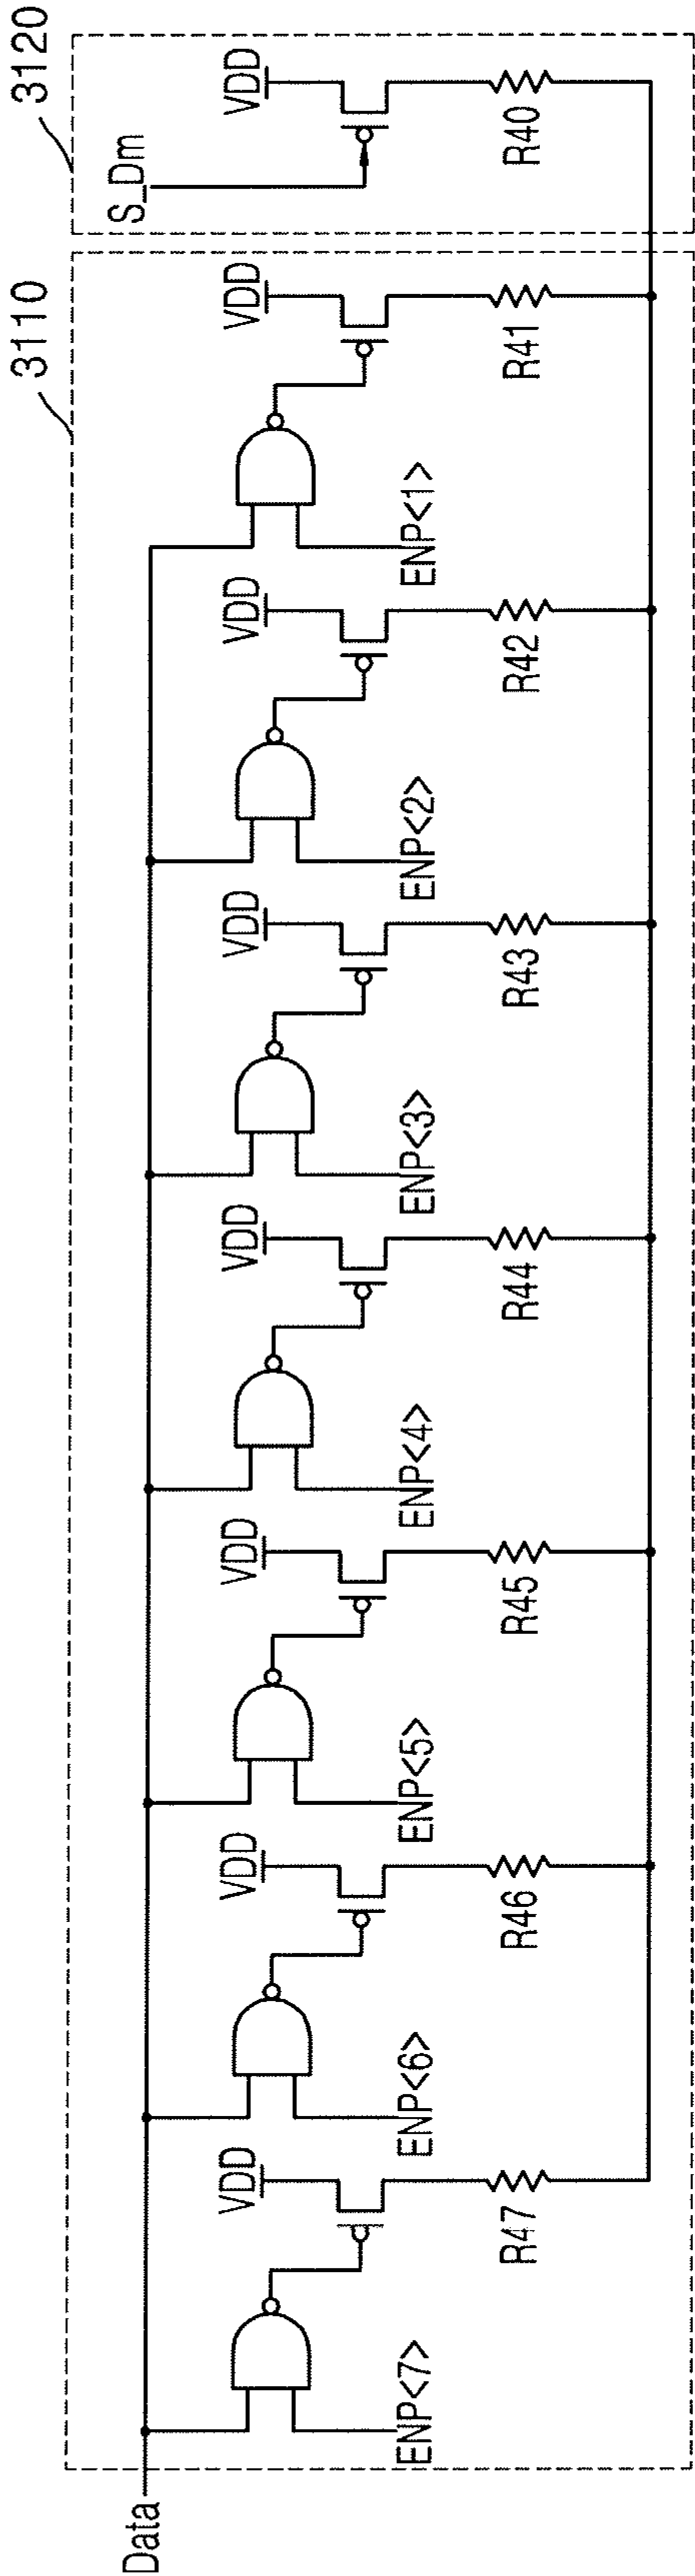 3110
3120
Data
S_Dm
VDD
VDD
VDD
VDD
VDD
VDD
VDD
VDD
ENP<7>
ENP<6>
ENP<5>
ENP<4>
ENP<3>
ENP<2>
ENP<1>
R47
R46
R45
R44
R43
R42
R41
R40